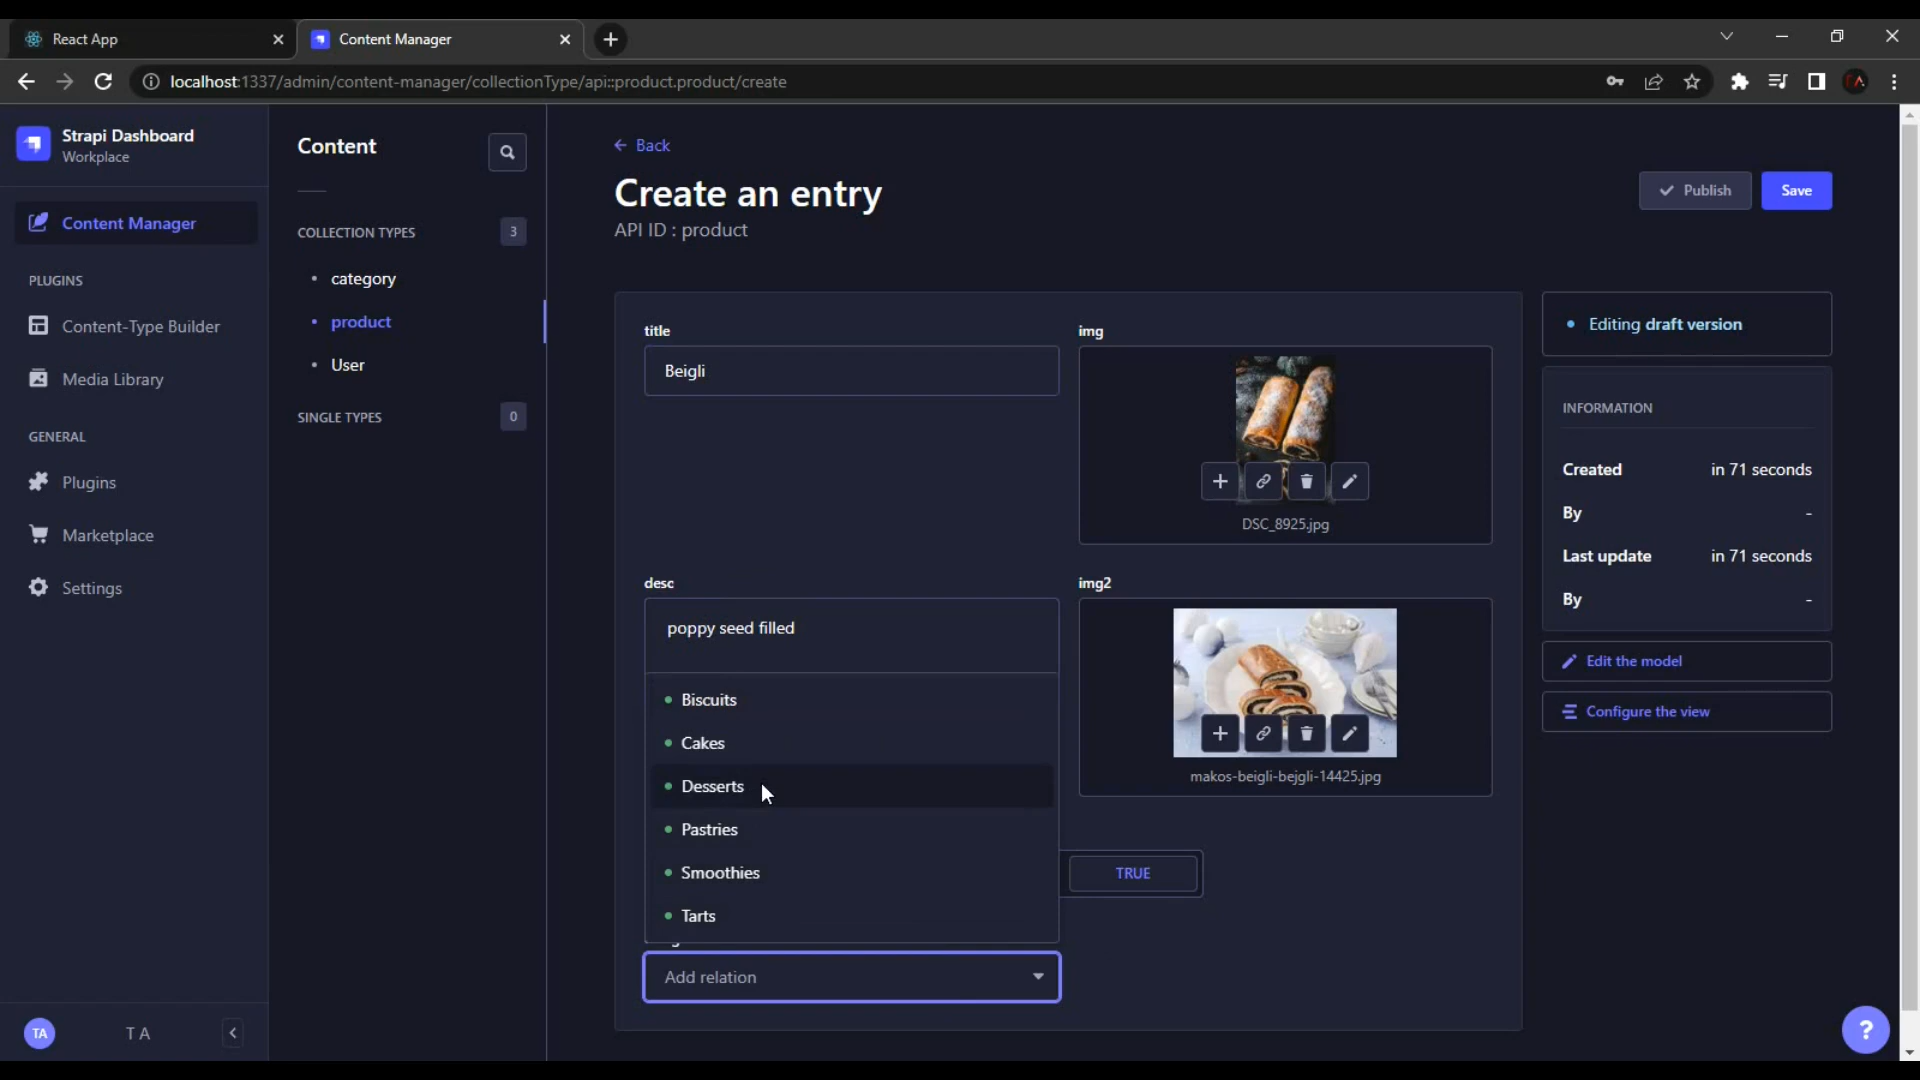 React App
Content Manager
localhost:1337/admin/content-manager/collectionType/api::product.product/create
Strapi Dashboard
Workplace
Content Manager
PLUGINS
Content-Type Builder
Media Library
GENERAL
Plugins
Marketplace
Settings
TA
T A
Content
COLLECTION TYPES 3
category
product
User
SINGLE TYPES 0
Back
Create an entry
API ID : product
Publish
Save
title
Beigli
img
DSC_8925.jpg
desc
poppy seed filled
img2
makos-beigli-bejgli-14425.jpg
Biscuits
Cakes
Desserts
Pastries
Smoothies
Tarts
TRUE
Add relation
Editing draft version
INFORMATION
Created in 71 seconds
By -
Last update in 71 seconds
By -
Edit the model
Configure the view
?